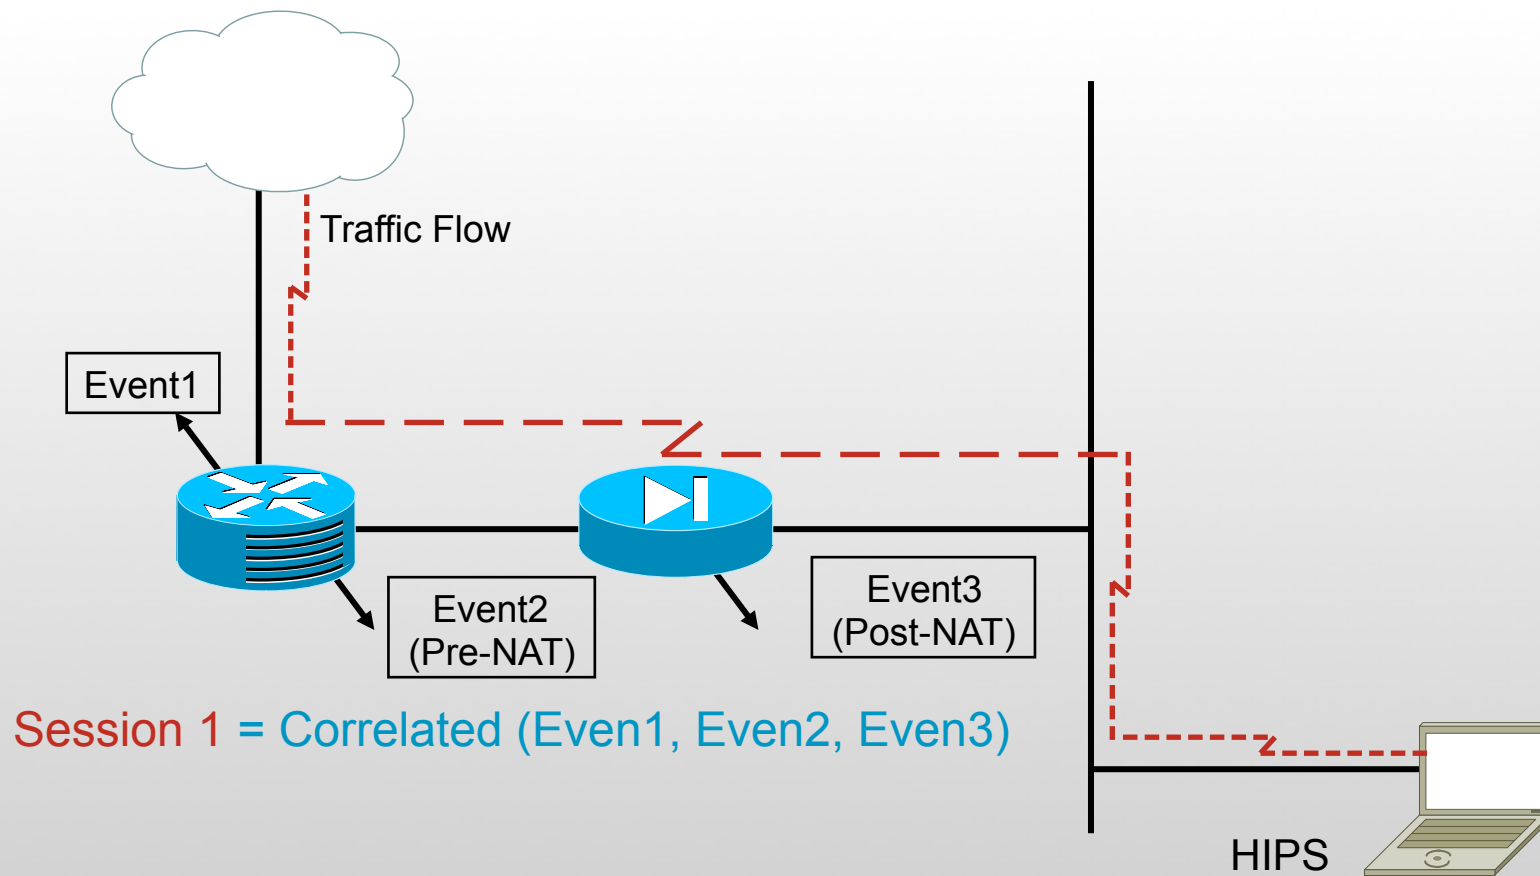 Traffic Flow
Event1
Event2
(Pre-NAT)
Event3
(Post-NAT)
Session 1 = Correlated (Even1, Even2, Even3)
HIPS